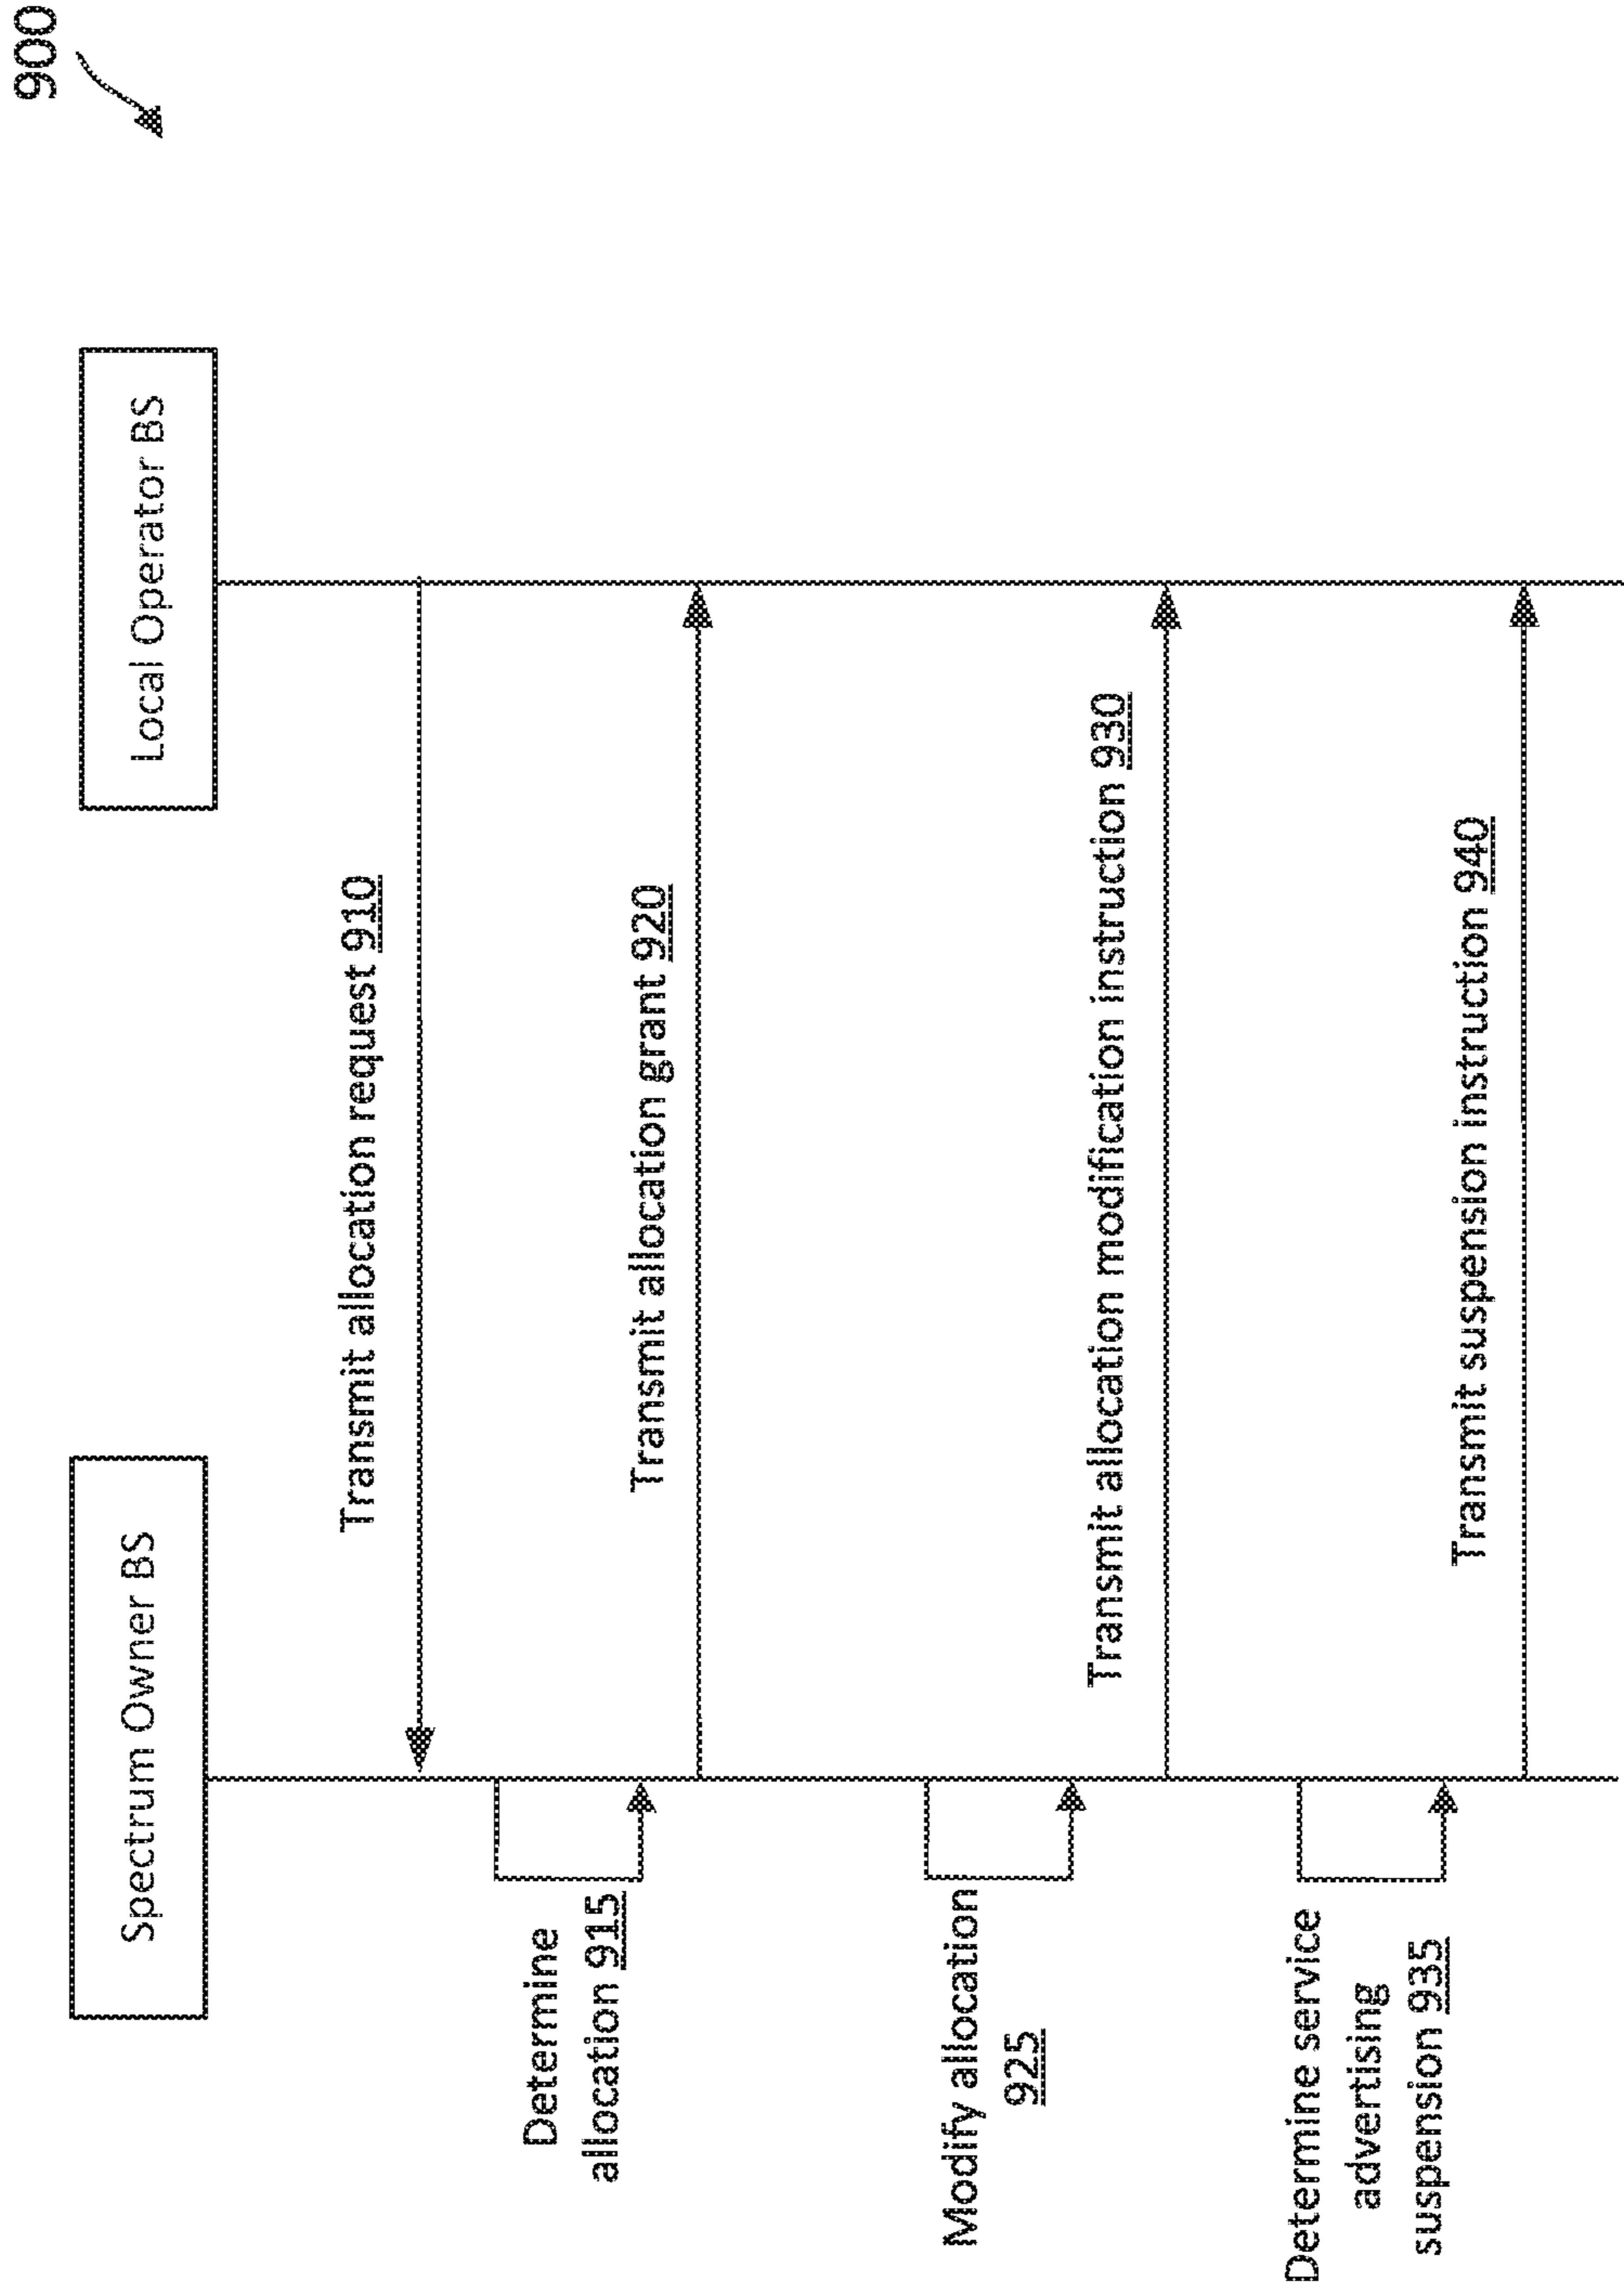 900
Spectrum Owner BS
Local Operator BS
Transmit allocation request 910
Determine
allocation 915
Transmit allocation grant 920
Modify allocation
925
Transmit allocation modification instruction 930
Determine service
advertising
suspension 935
Transmit suspension instruction 940